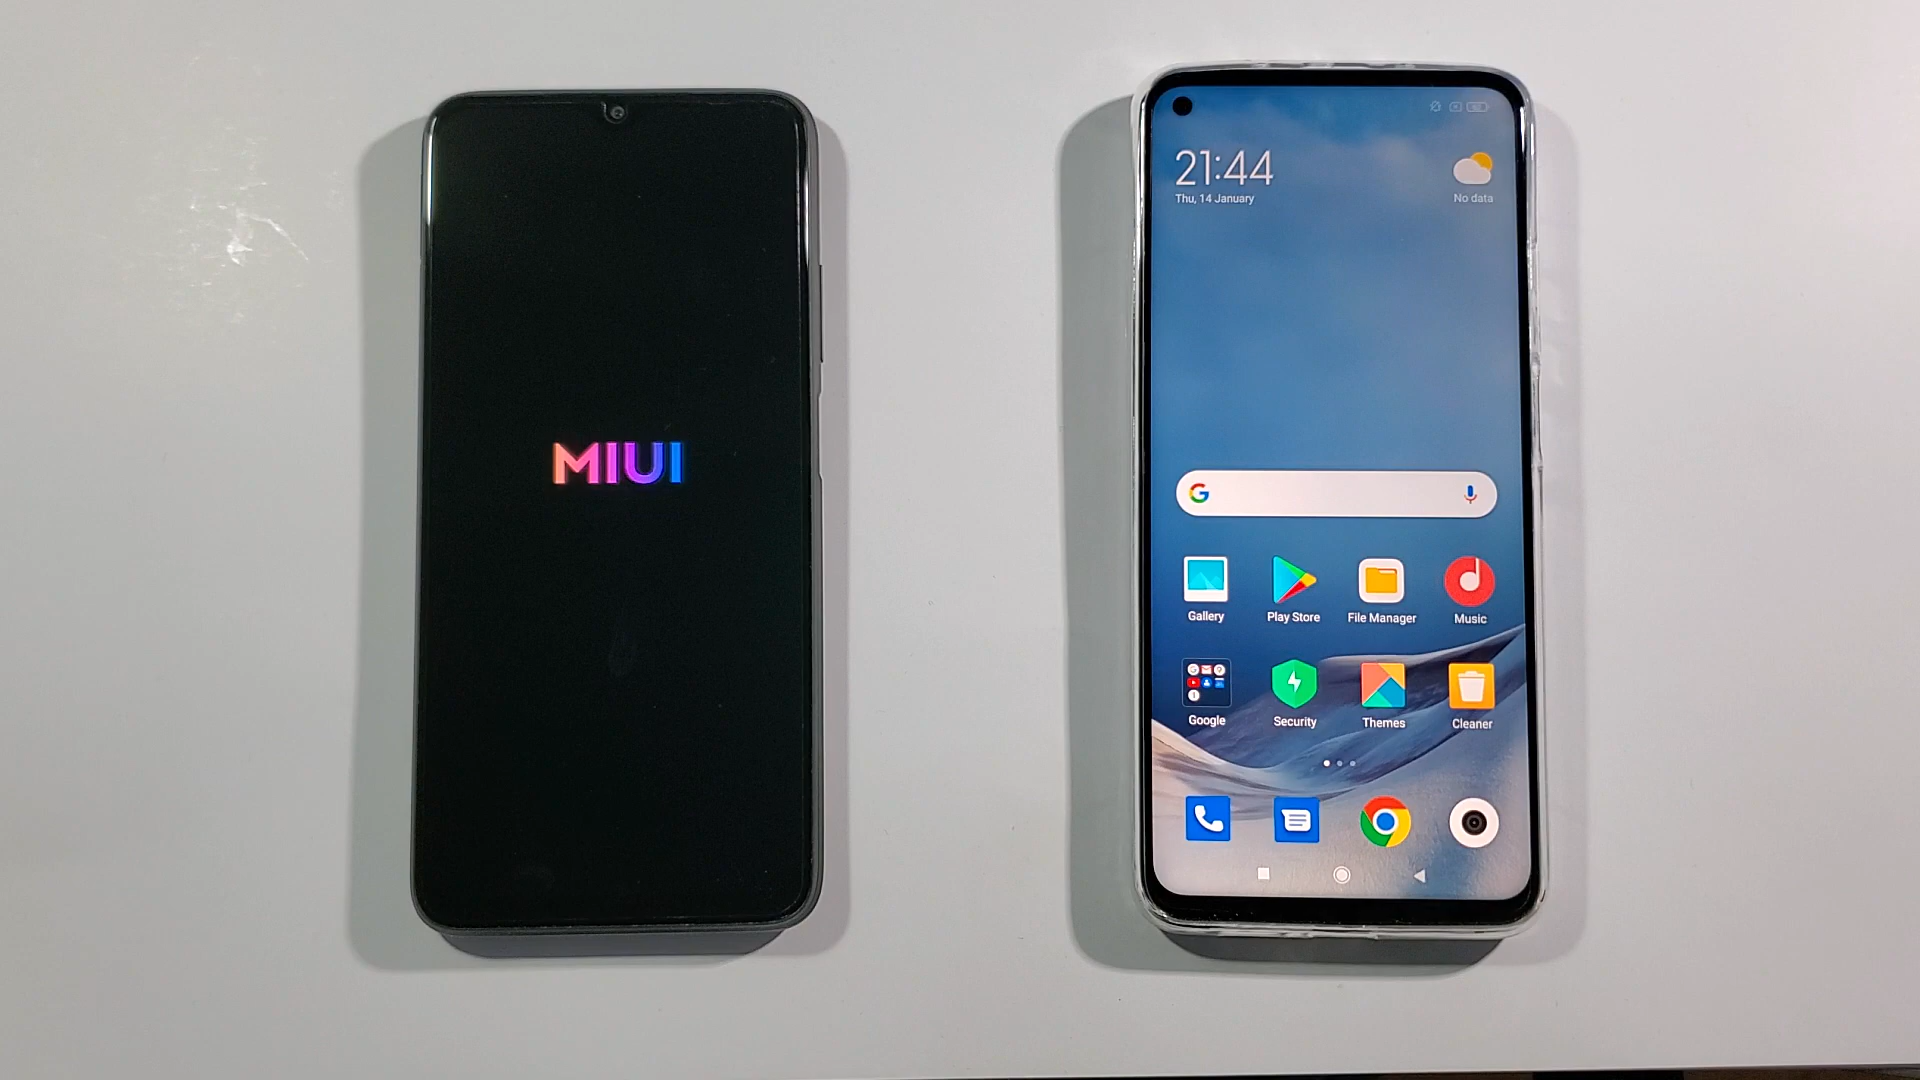 MIUI
21:44
Thu, 14 January
No data
Gallery
Play Store
File Manager
Music
Google
Security
Themes
Cleaner